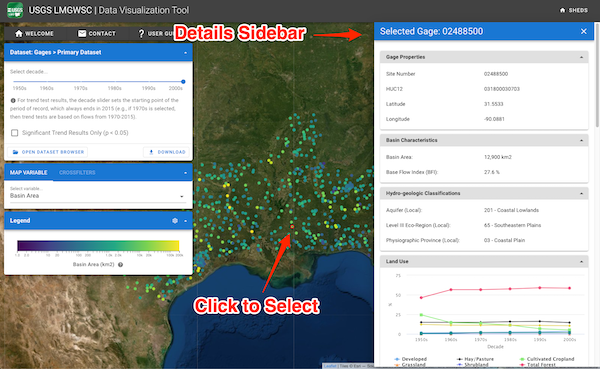 USGS
USGS LMGWSC | Data Visualization Tool
SHEDS
WELCOME
CONTACT
USER GU
Details Sidebar
Dataset: Gages > Primary Dataset
Select decade...
1950s 1960s 1970s 1980s 1990s 2000s
For trend test results, the decade slider sets the starting point of the
period of record, which always ends in 2015 (e.g., if 1970s is selected,
then trend tests are based on flows from 1970-2015).
Significant Trend Results Only (p < 0.05)
OPEN DATASET BROWSER
DOWNLOAD
MAP VARIABLE
CROSSFILTERS
Select variable...
Basin Area
Legend
Basin Area (km2)
Click to Select
Selected Gage: 02488500
Gage Properties
Site Number 02488500
HUC12 031800030703
Latitude 31.5533
Longitude -90.0881
Basin Characteristics
Basin Area: 12,900 km2
Base Flow Index (BFI): 27.6 %
Hydro-geologic Classifications
Aquifer (Local): 201 - Coastal Lowlands
Level III Eco-Region (Local): 65 - Southeastern Plains
Physiographic Province (Local): 03 - Coastal Plain
Land Use
75
50
25
0
%
1950s 1960s 1970s 1980s 1990s 2000s
Decade
Developed Hay/Pasture Cultivated Cropland
Grassland Shrubland Total Forest